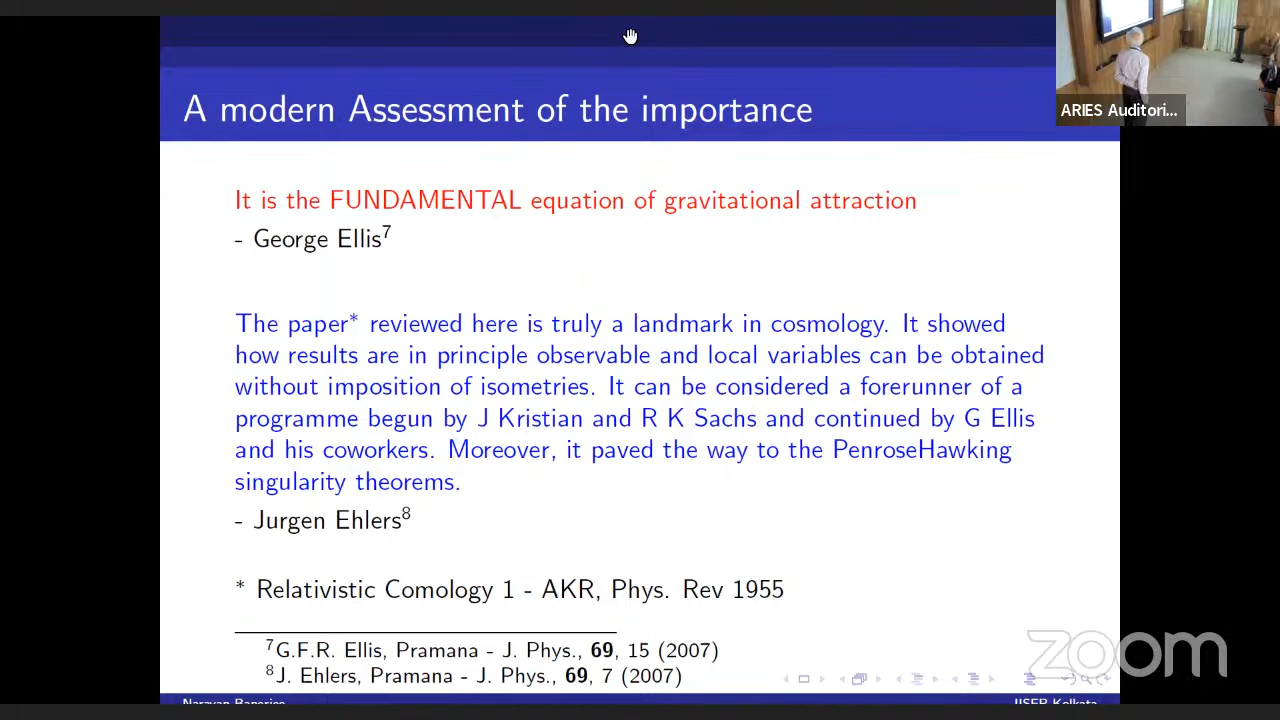 A modern Assessment of the importance
ARIES Auditori...
It is the FUNDAMENTAL equation of gravitational attraction
- George Ellis7
The paper* reviewed here is truly a landmark in cosmology. It showed
how results are in principle observable and local variables can be obtained
without imposition of isometries. It can be considered a forerunner of a
programme begun by J Kristian and R K Sachs and continued by G Ellis
and his coworkers. Moreover, it paved the way to the PenroseHawking
singularity theorems.
- Jurgen Ehlers8
* Relativistic Comology 1 - AKR, Phys. Rev 1955
7G.F.R. Ellis, Pramana - J. Phys., 69, 15 (2007)
8J. Ehlers, Pramana - J. Phys., 69, 7 (2007)
zoom
Narayan Banerjee
IISER Kolkata